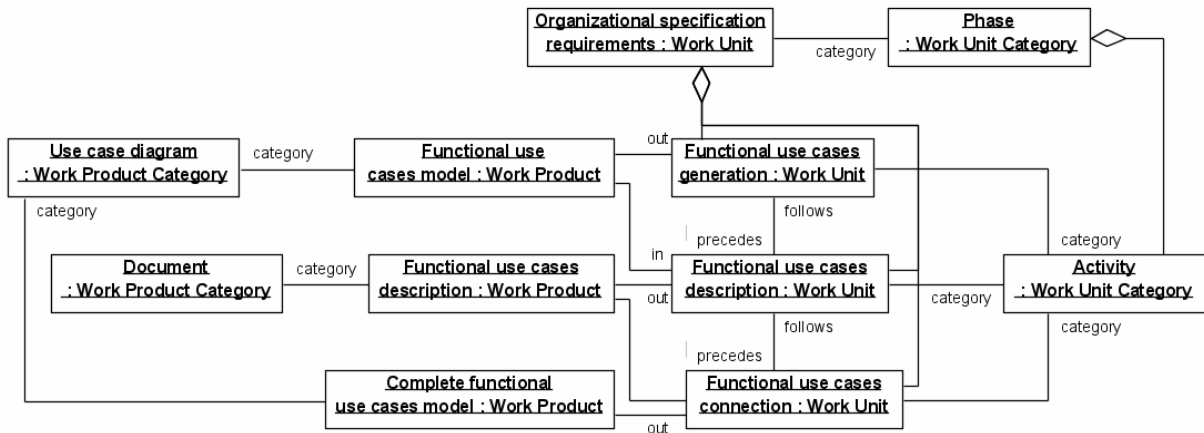 Organizational specification
requirements : Work Unit
Phase
: Work Unit Category
category
out
Use case diagram
: Work Product Category
category
Functional use
cases model : Work Product
Functional use cases
generation : Work Unit
category
follows
precedes
in
category
Document
: Work Product Category
category
Functional use cases
description : Work Product
out
Functional use cases
description : Work Unit
category
Activity
: Work Unit Category
follows
category
precedes
Complete functional
use cases model : Work Product
out
Functional use cases
connection : Work Unit